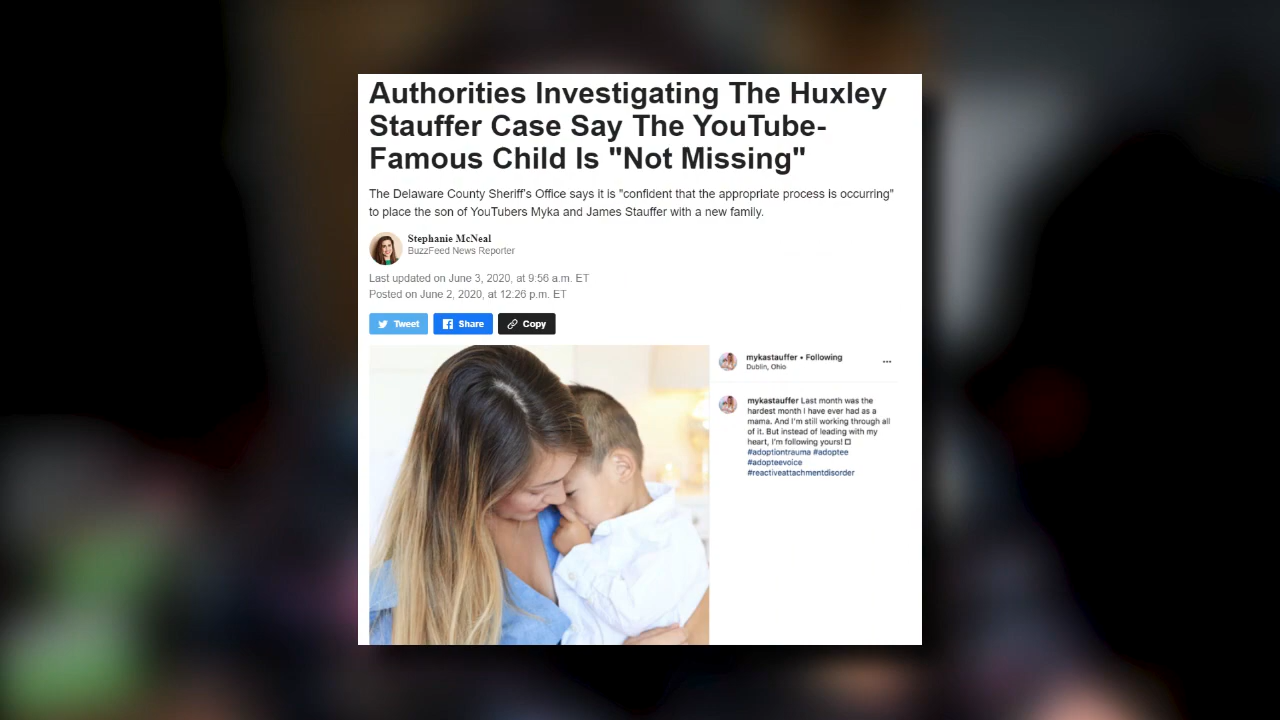 Authorities Investigating The Huxley
Stauffer Case Say The YouTube-
Famous Child Is "Not Missing"
The Delaware County Sheriff's Office says it is "confident that the appropriate process is occurring"
to place the son of YouTubers Myka and James Stauffer with a new family.
Stephanie McNeal
BuzzFeed News Reporter
Last updated on June 3, 2020, at 9:56 a.m. ET
Posted on June 2, 2020, at 12:26 p.m. ET
Tweet Share Copy
mykastauffer • Following
Dublin, Ohio
mykastauffer Last month was the
hardest month I have ever had as a
mama. And I'm still working through all
of it. But instead of leading with my
heart, I'm following yours!
#adoptiontrauma #adoptee
#adopteevoice
#reactiveattachmentdisorder